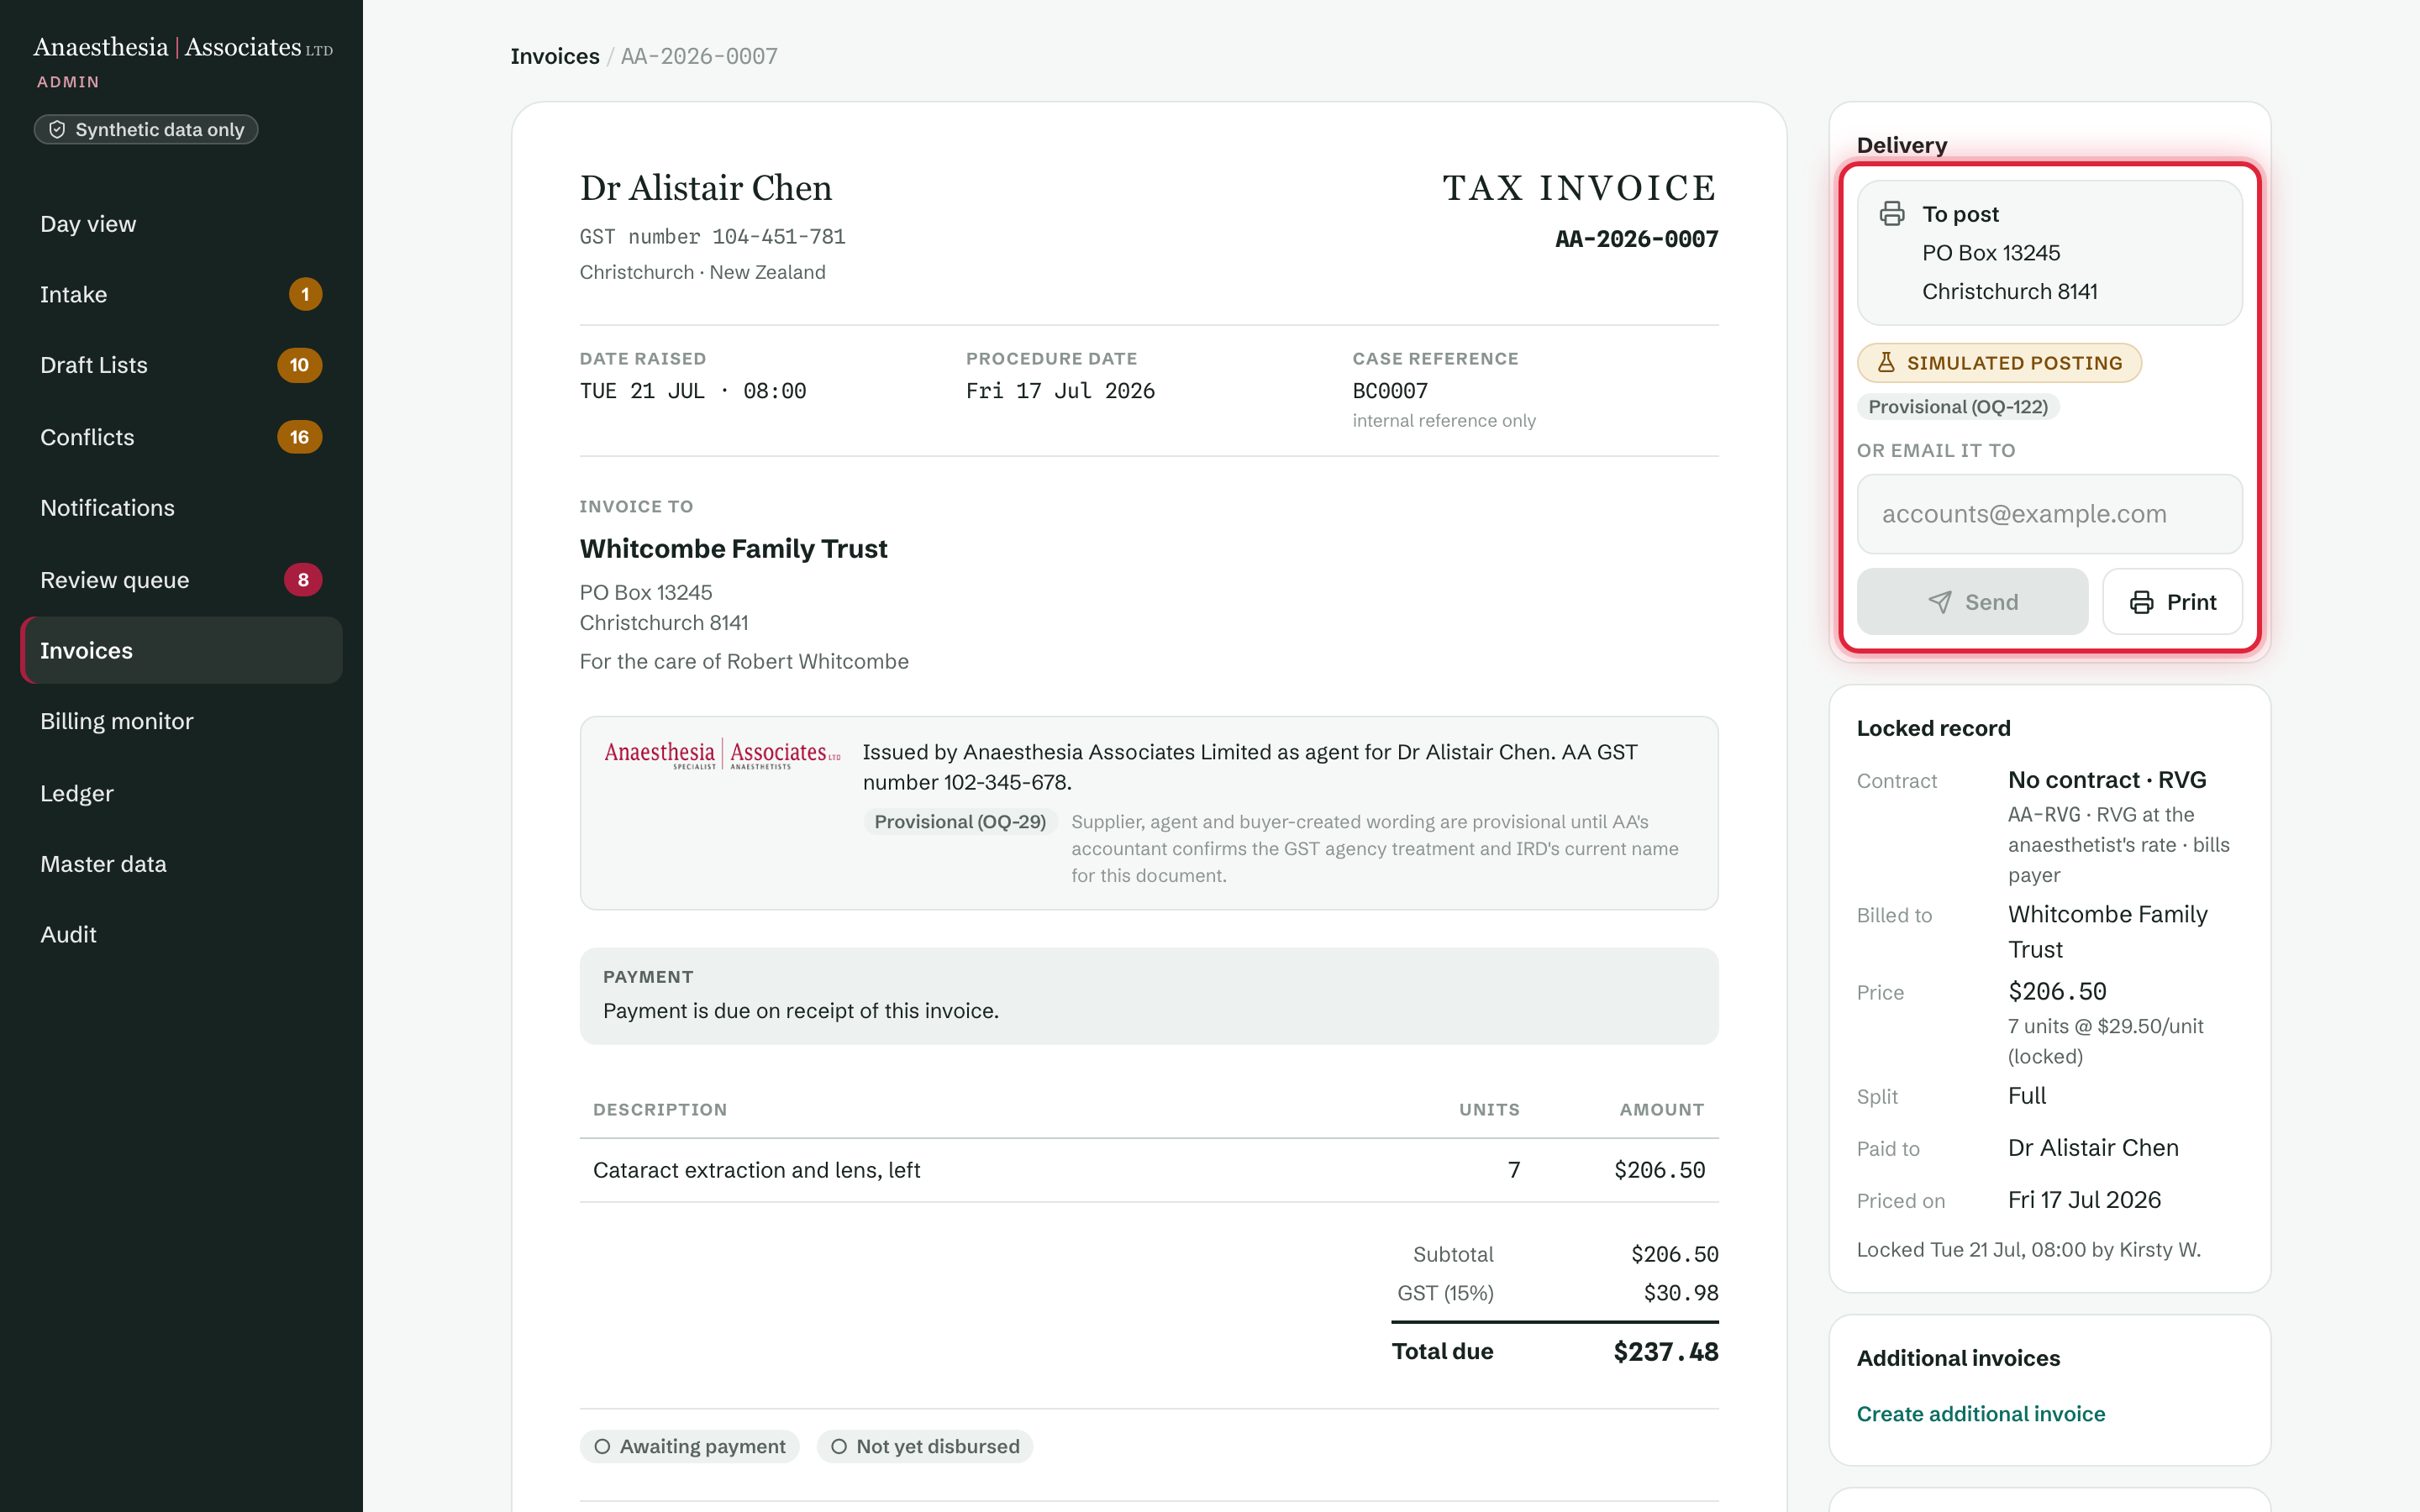 Anaesthesia | Associates LTD
ADMIN
Synthetic data only
Day view
Intake 1
Draft Lists 10
Conflicts 16
Notifications
Review queue 8
Invoices
Billing monitor
Ledger
Master data
Audit
Invoices / AA-2026-0007
Dr Alistair Chen
GST number 104-451-781
Christchurch · New Zealand
TAX INVOICE
AA-2026-0007
DATE RAISED
TUE 21 JUL · 08:00
PROCEDURE DATE
Fri 17 Jul 2026
CASE REFERENCE
BC0007
internal reference only
INVOICE TO
Whitcombe Family Trust
PO Box 13245
Christchurch 8141
For the care of Robert Whitcombe
Anaesthesia | Associates LTD
SPECIALIST ANAESTHETISTS
Issued by Anaesthesia Associates Limited as agent for Dr Alistair Chen. AA GST
number 102-345-678.
Provisional (OQ-29)
Supplier, agent and buyer-created wording are provisional until AA's
accountant confirms the GST agency treatment and IRD's current name
for this document.
PAYMENT
Payment is due on receipt of this invoice.
DESCRIPTION UNITS AMOUNT
Cataract extraction and lens, left 7 $206.50
Subtotal $206.50
GST (15%) $30.98
Total due $237.48
Awaiting payment
Not yet disbursed
Delivery
To post
PO Box 13245
Christchurch 8141
SIMULATED POSTING
Provisional (OQ-122)
OR EMAIL IT TO
accounts@example.com
Send
Print
Locked record
Contract No contract · RVG
AA-RVG · RVG at the
anaesthetist's rate · bills
payer
Billed to Whitcombe Family
Trust
Price $206.50
7 units @ $29.50/unit
(locked)
Split Full
Paid to Dr Alistair Chen
Priced on Fri 17 Jul 2026
Locked Tue 21 Jul, 08:00 by Kirsty W.
Additional invoices
Create additional invoice